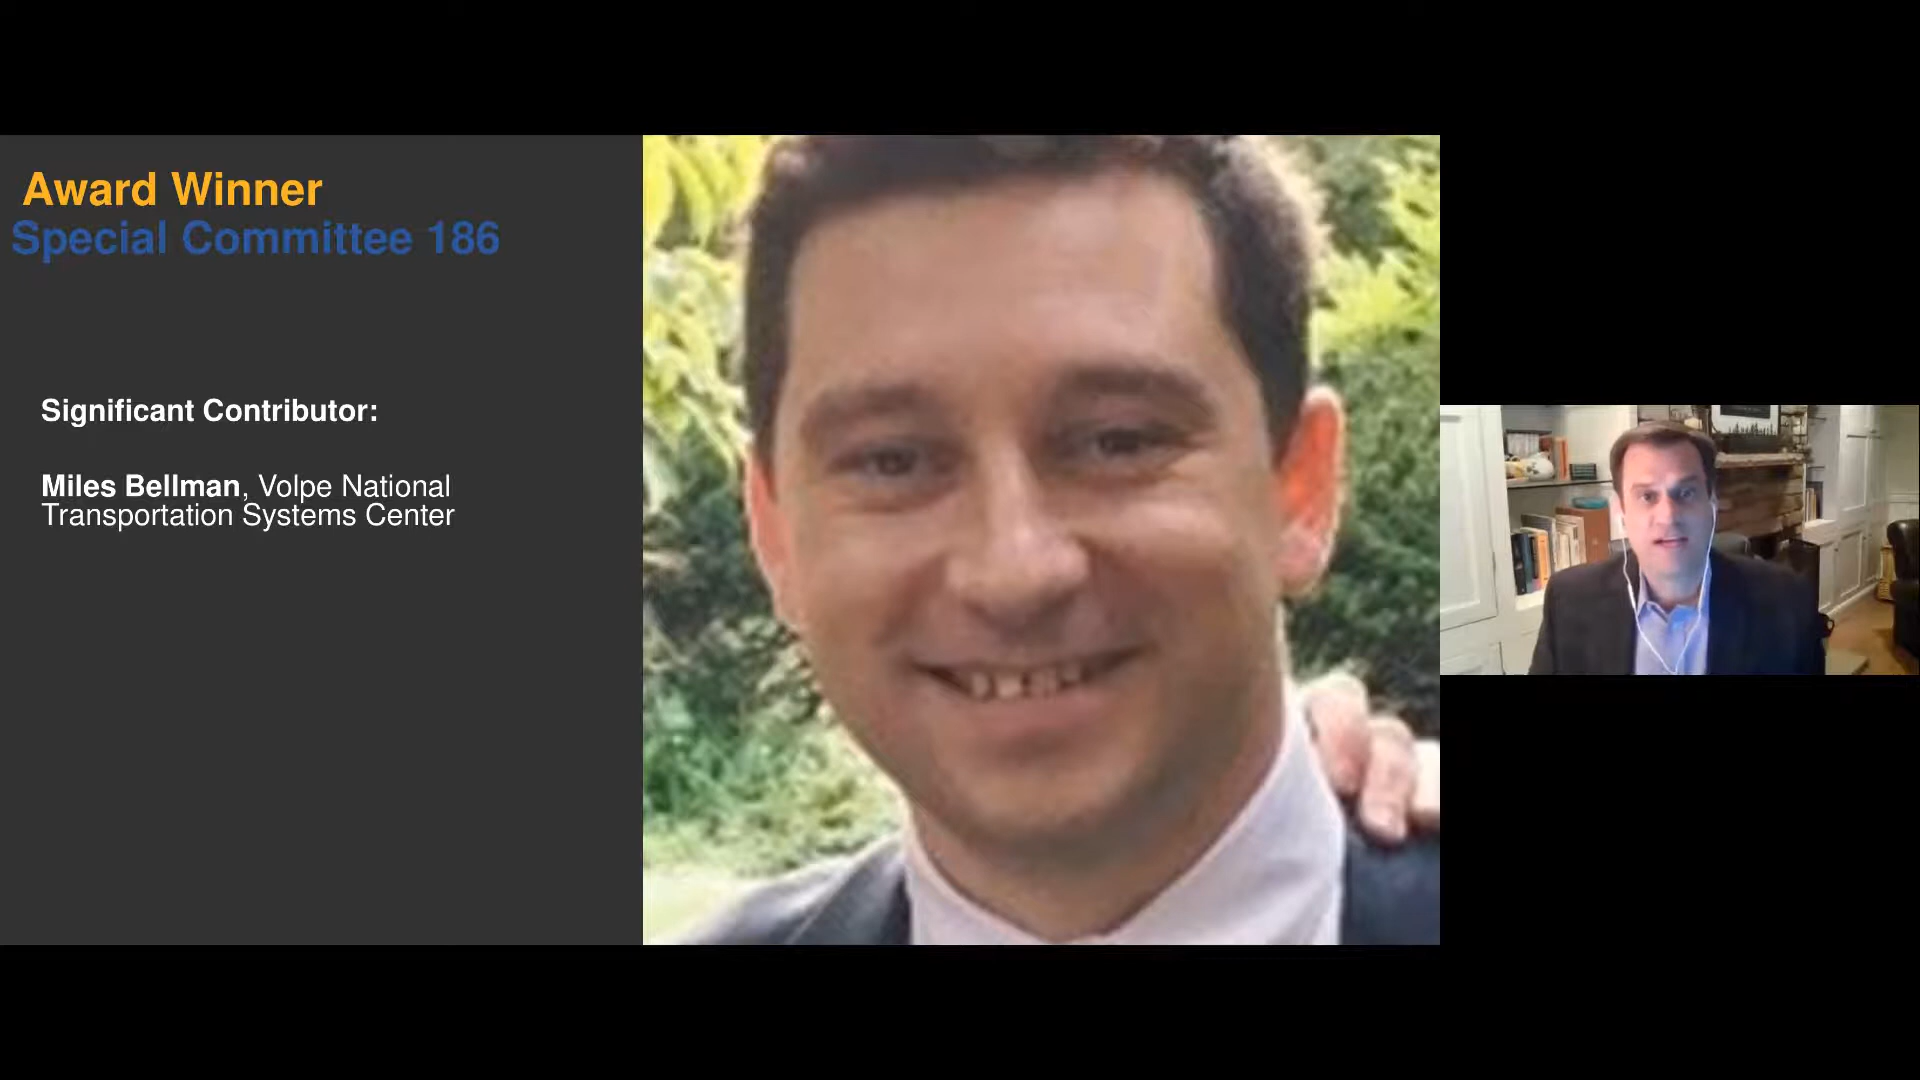 Award Winner
Special Committee 186
Significant Contributor:
Miles Bellman, Volpe National
Transportation Systems Center